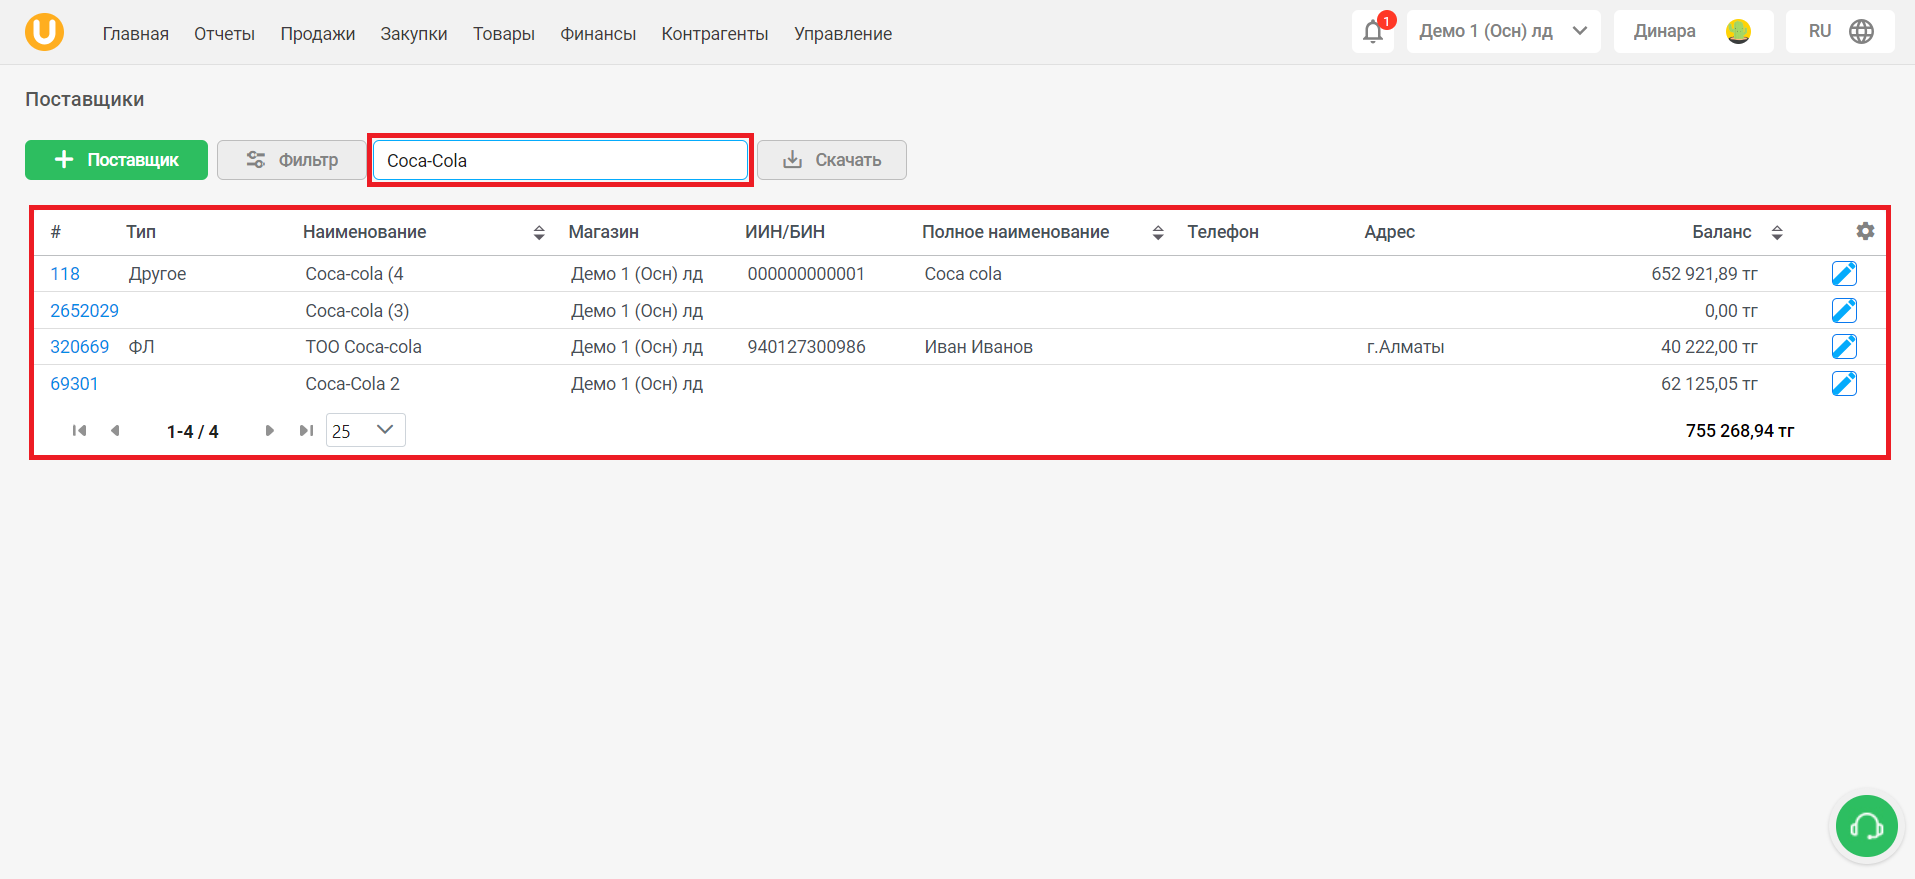 U Главная Отчеты Продажи Закупки Товары Финансы Контрагенты Управление 1 Демо 1 (Осн) лд Динара RU
Поставщики
Поставщик Фильтр Coca-Cola Скачать
# Тип Наименование Магазин ИИН/БИН Полное наименование Телефон Адрес Баланс
118 Другое Coca-cola (4 Демо 1 (Осн) лд 000000000001 Coca cola 652 921,89 тг
2652029 Coca-cola (3) Демо 1 (Осн) лд 0,00 тг
320669 ФЛ ТОО Coca-cola Демо 1 (Осн) лд 940127300986 Иван Иванов г.Алматы 40 222,00 тг
69301 Coca-Cola 2 Демо 1 (Осн) лд 62 125,05 тг
1-4 / 4 25 755 268,94 тг